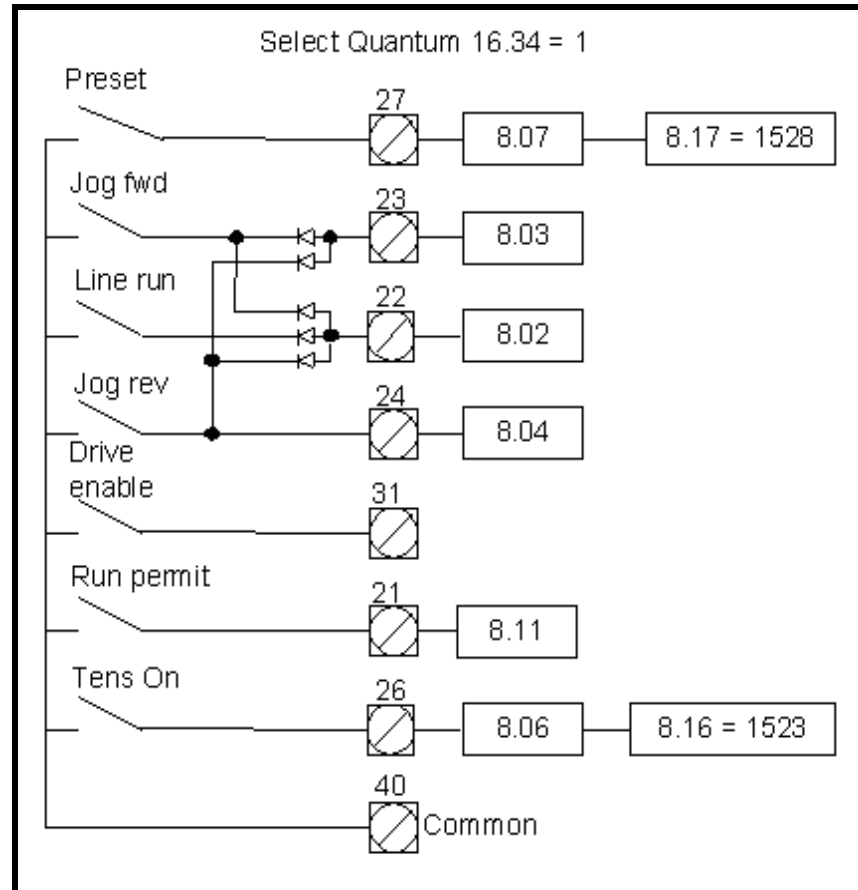 Select Quantum 16.34 = 1
Preset
27
8.07
8.17 = 1528
Jog fwd
23
8.03
Line run
22
8.02
Jog rev
24
8.04
Drive
enable
31
Run permit
21
8.11
Tens On
26
8.06
8.16 = 1523
40
Common